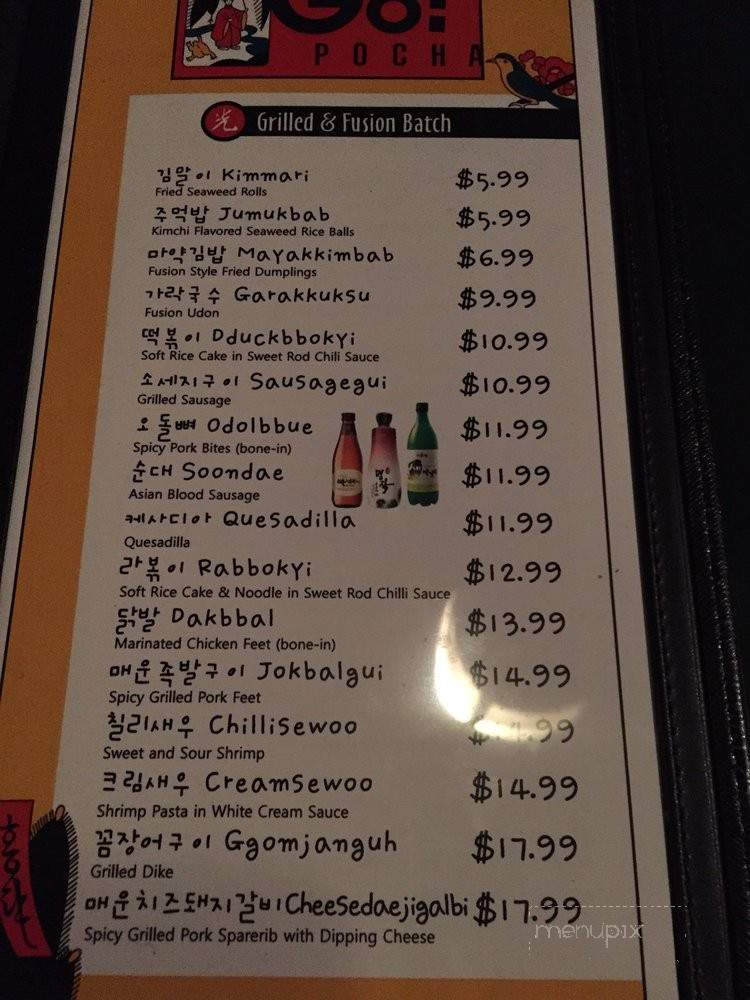 Go!
POCHA
光 Grilled & Fusion Batch
김말이 Kimmari $5.99
Fried Seaweed Rolls
주먹밥 Jumukbab $5.99
Kimchi Flavored Seaweed Rice Balls
마약김밥 Mayakkimbab $6.99
Fusion Style Fried Dumplings
가락국수 Garakkuksu $9.99
Fusion Udon
떡볶이 Dduckbbokyi $10.99
Soft Rice Cake in Sweet Rod Chili Sauce
소세지구이 Sausagegui $10.99
Grilled Sausage
오돌뼈 Odolbbue $11.99
Spicy Pork Bites (bone-in)
순대 Soondae $11.99
Asian Blood Sausage
케사디아 Quesadilla $11.99
Quesadilla
라볶이 Rabbokyi $12.99
Soft Rice Cake & Noodle in Sweet Rod Chilli Sauce
닭발 Dakbbal $13.99
Marinated Chicken Feet (bone-in)
매운족발구이 Jokbalgui $14.99
Spicy Grilled Pork Feet
칠리새우 Chillisewoo .99
Sweet and Sour Shrimp
크림새우 Creamsewoo $14.99
Shrimp Pasta in White Cream Sauce
꼼장어구이 Ggomjanguh $17.99
Grilled Dike
매운치즈돼지갈비 Cheesedaejigalbi $17.99
Spicy Grilled Pork Sparerib with Dipping Cheese
menupix